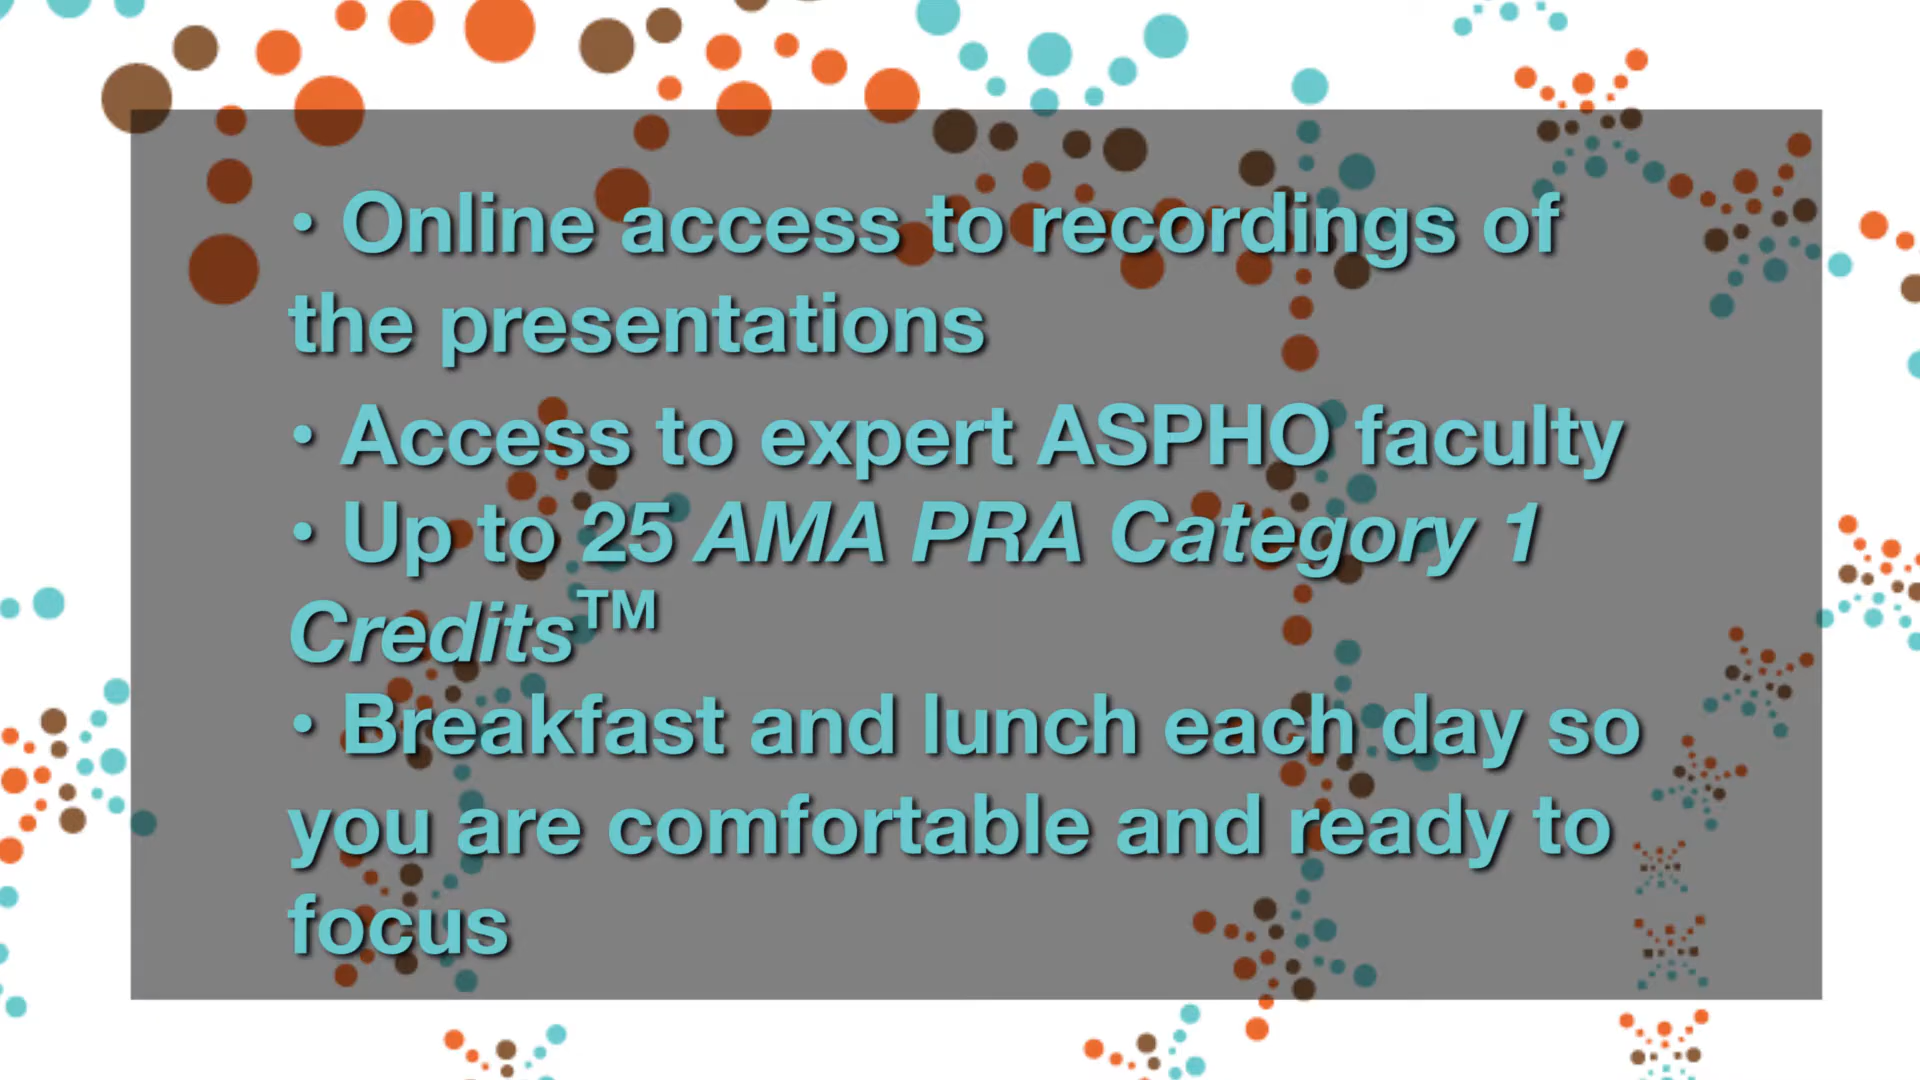 • Online access to recordings of
the presentations
• Access to expert ASPHO faculty
• Up to 25 AMA PRA Category 1
Credits™
• Breakfast and lunch each day so
you are comfortable and ready to
focus